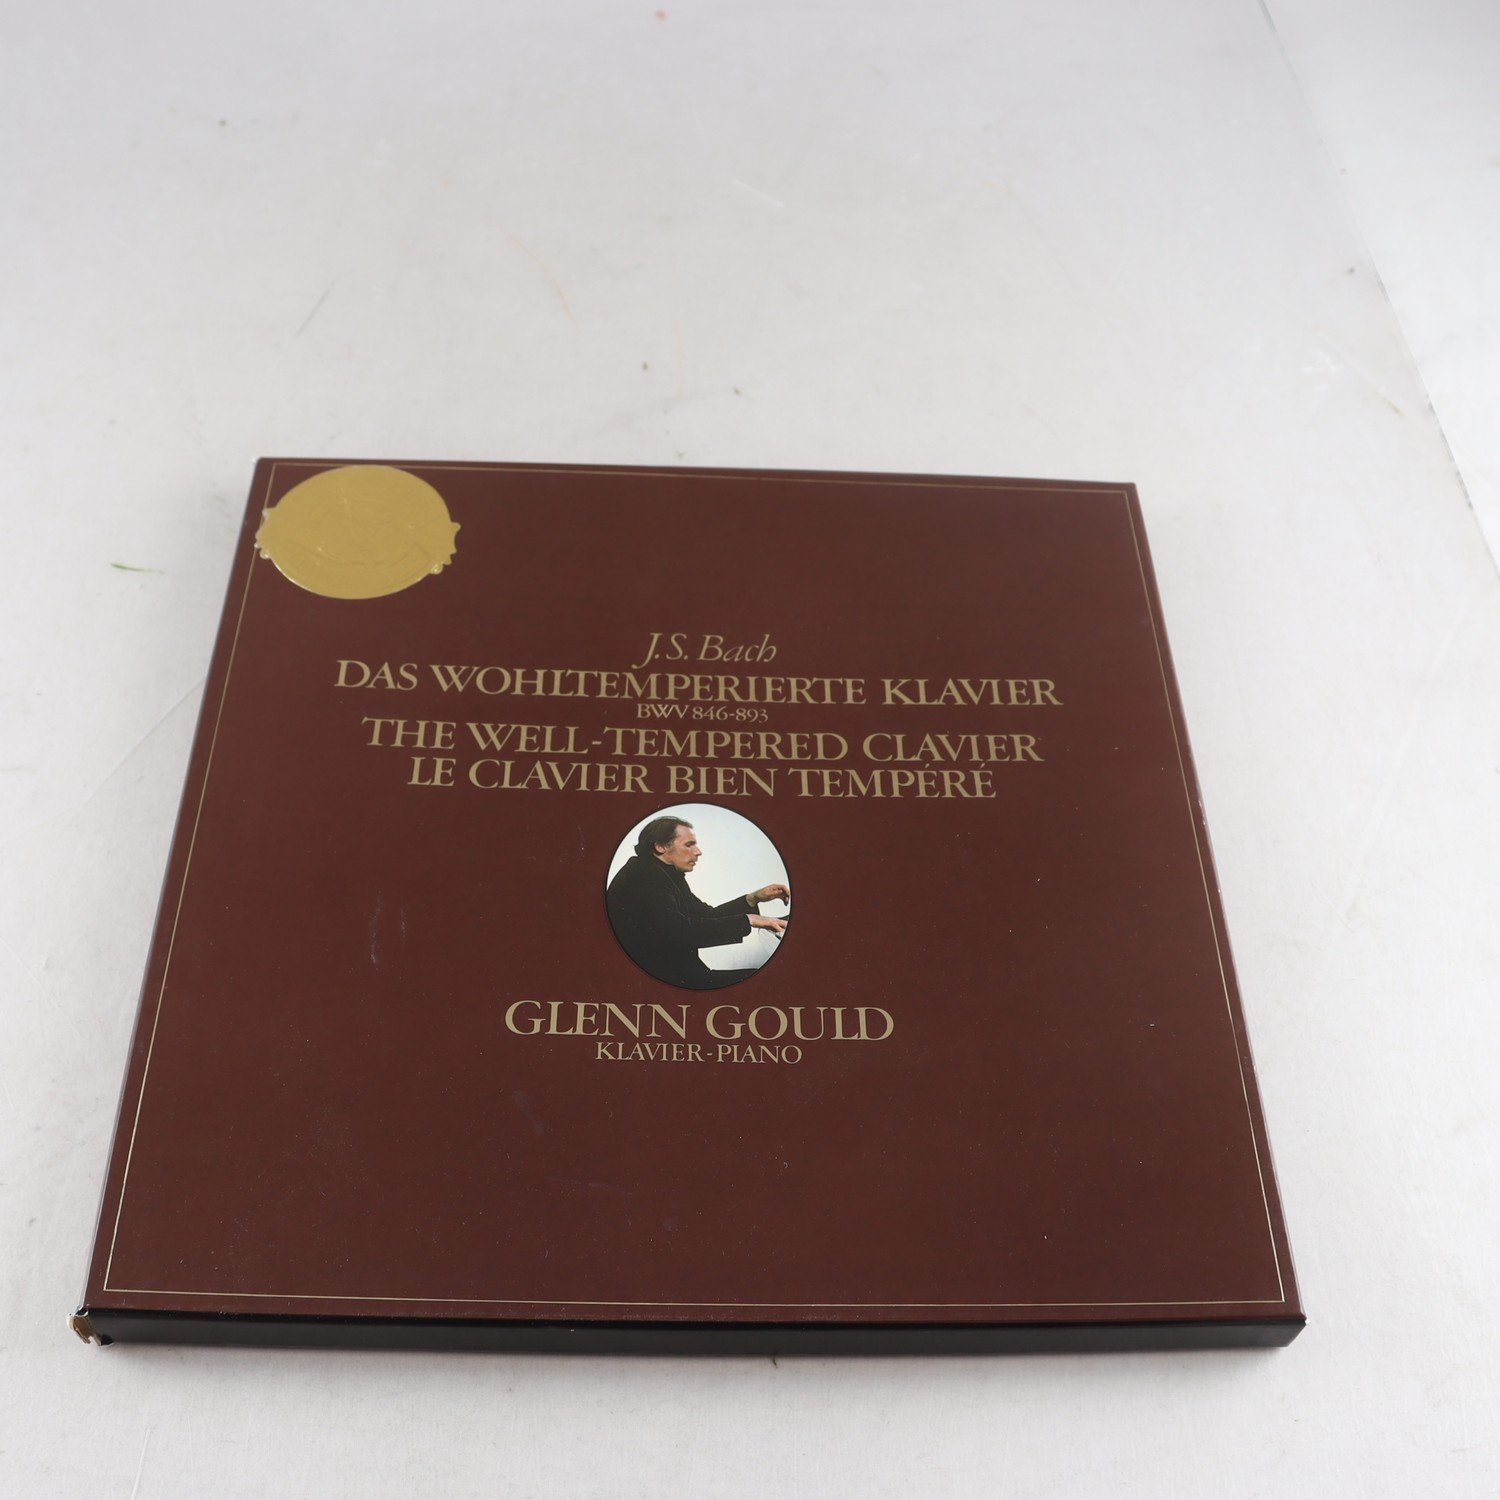 J.S. Bach
DAS WOHLTEMPERIERTE KLAVIER
BWV 846-893
THE WELL-TEMPERED CLAVIER
LE CLAVIER BIEN TEMPÉRÉ
GLENN GOULD
KLAVIER-PIANO